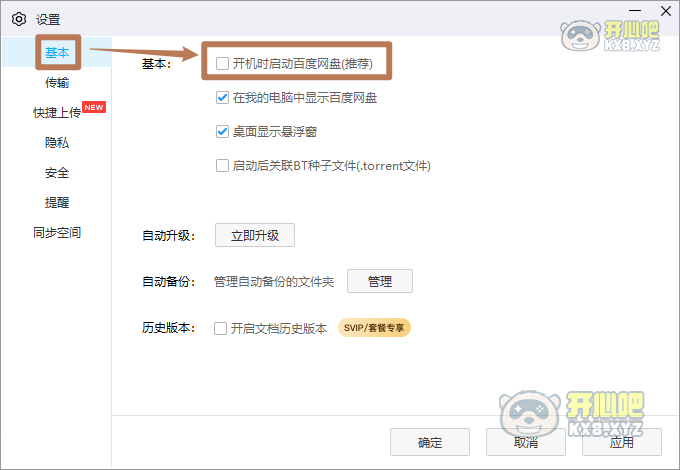 设置
开心吧
KX8.XYZ
基本
传输
快捷上传 NEW
隐私
安全
提醒
同步空间
基本：
开机时启动百度网盘(推荐)
在我的电脑中显示百度网盘
桌面显示悬浮窗
启动后关联BT种子文件(.torrent文件)
自动升级： 立即升级
自动备份： 管理自动备份的文件夹 管理
历史版本： 开启文档历史版本 SVIP/套餐专享
开心吧
KX8.XYZ
确定 取消 应用